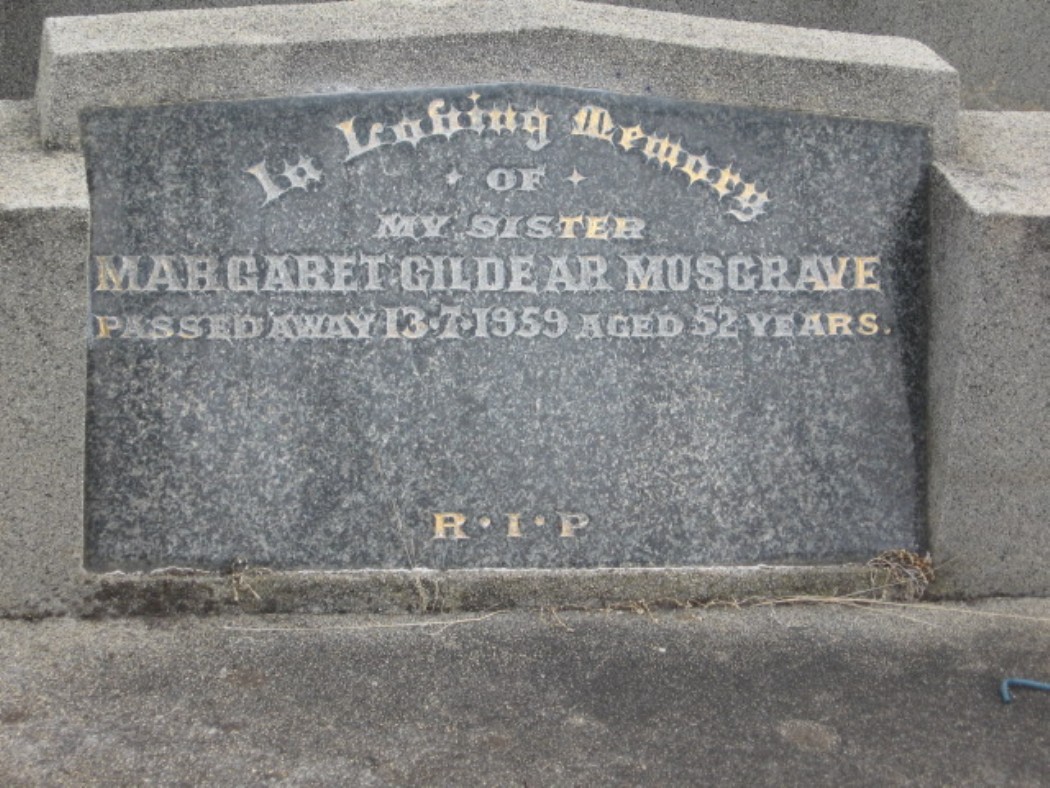 In Loving Memory
OF
MY SISTER
MARGARET GILDEAR MUSGRAVE
PASSED AWAY 13·7·1959 AGED 52 YEARS.
R·I·P